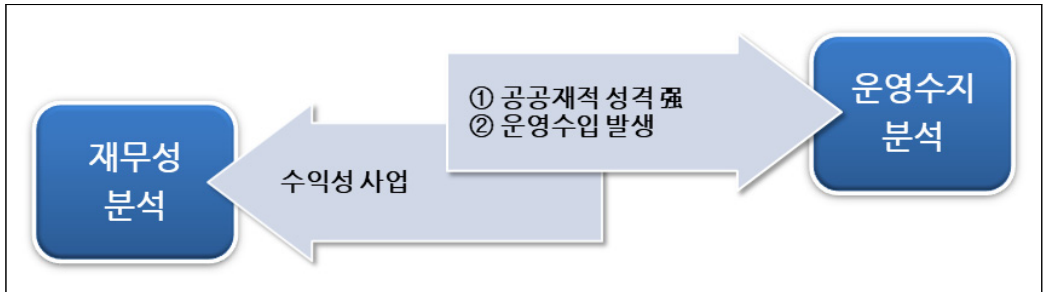 재무성
분석
수익성 사업
① 공공재적 성격 强
② 운영수입 발생
운영수지
분석